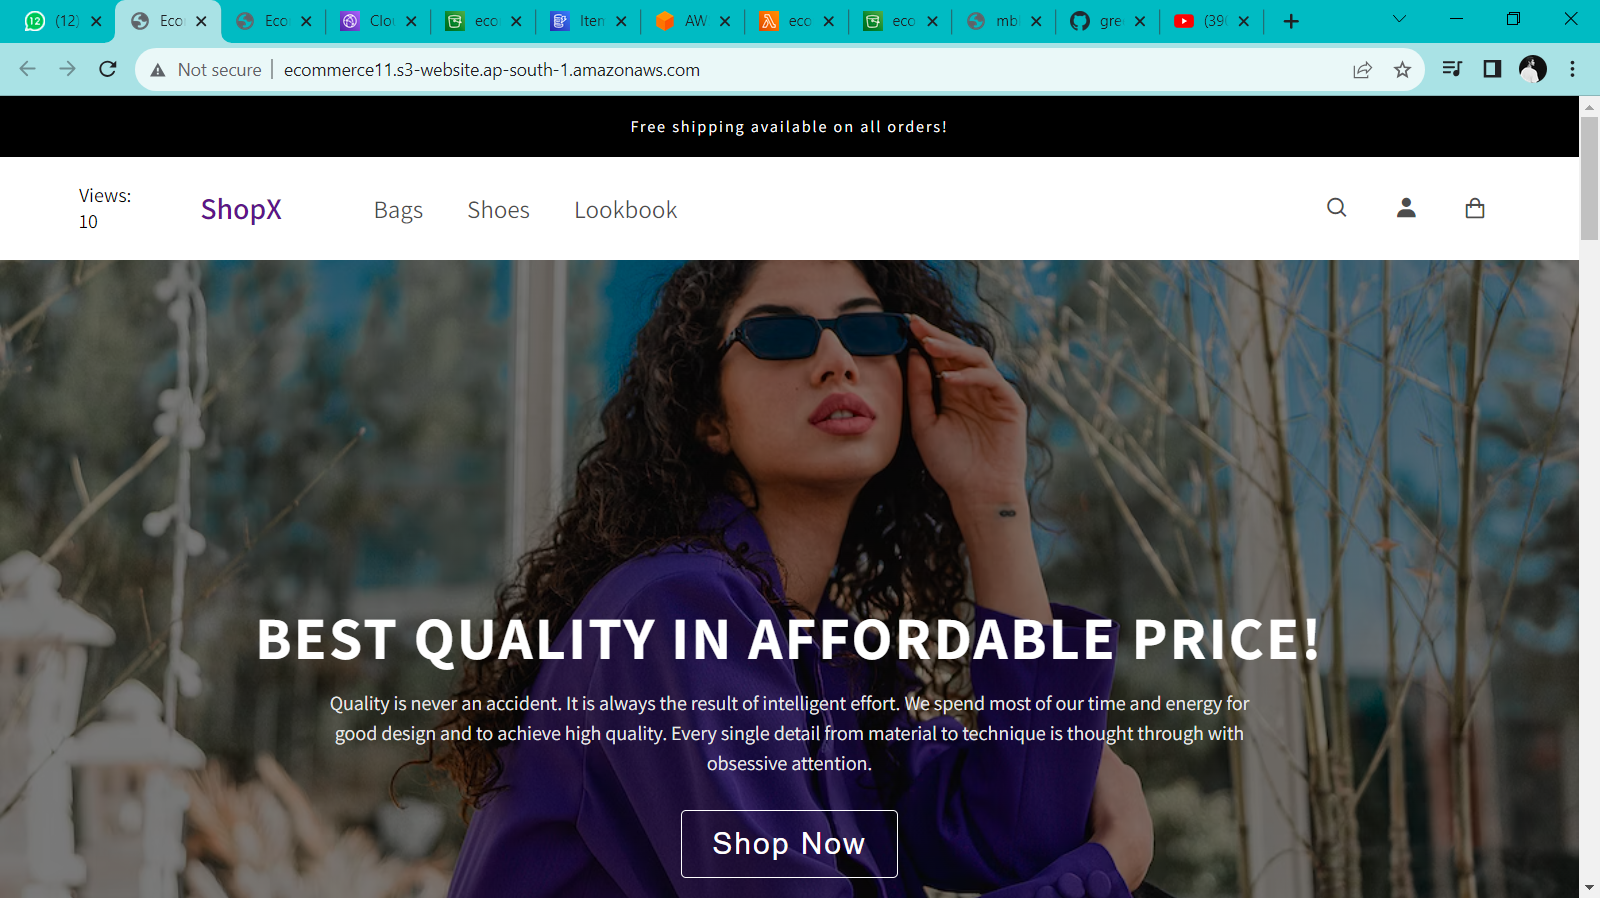 (12)
Eco
Eco
Clo
eco
Iten
AW
eco
eco
mbi
gre
(390
Not secure
ecommerce11.s3-website.ap-south-1.amazonaws.com
Free shipping available on all orders!
Views:
10
ShopX
Bags
Shoes
Lookbook
BEST QUALITY IN AFFORDABLE PRICE!
Quality is never an accident. It is always the result of intelligent effort. We spend most of our time and energy for
good design and to achieve high quality. Every single detail from material to technique is thought through with
obsessive attention.
Shop Now